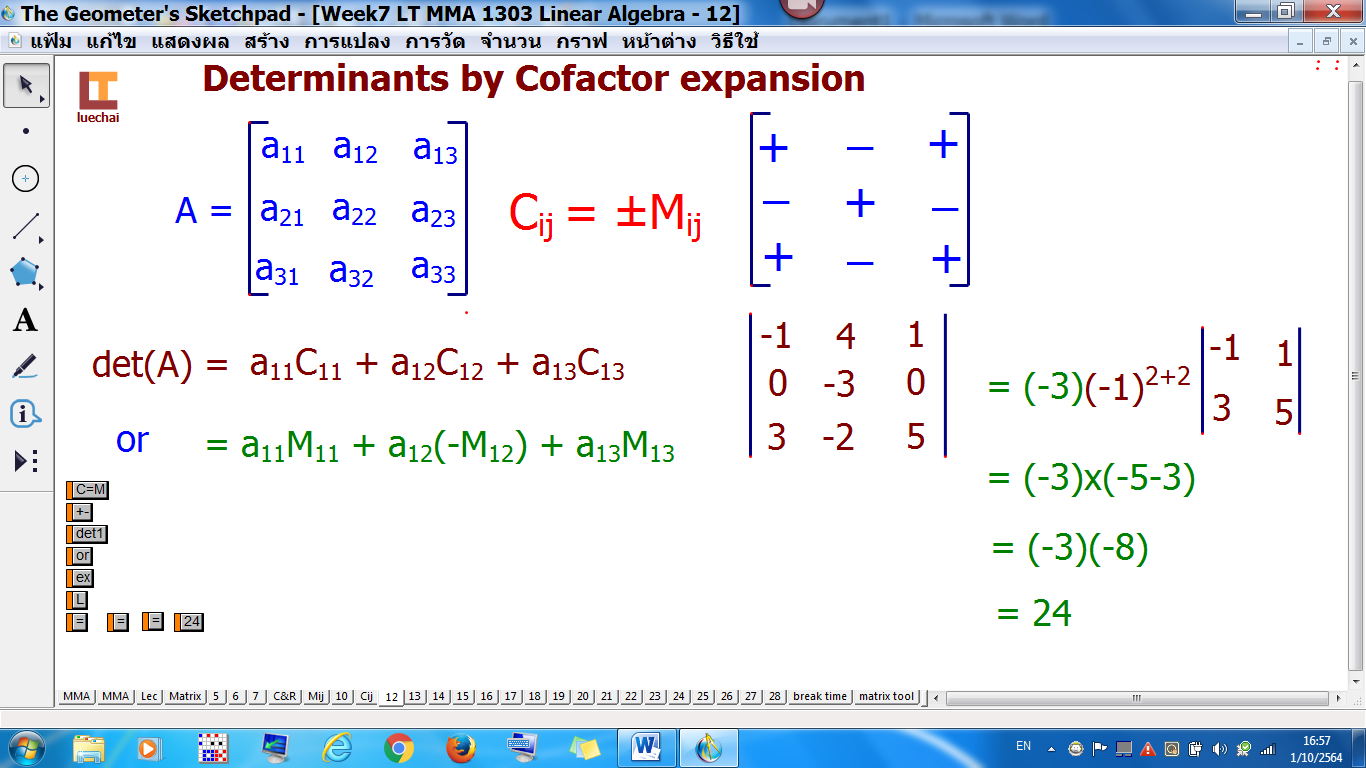 The Geometer's Sketchpad - [Week7 LT MMA 1303 Linear Algebra - 12]
แฟ้ม แก้ไข แสดงผล สร้าง การแปลง การวัด จำนวน กราฟ หน้าต่าง วิธีใช้
LT
luechai
Determinants by Cofactor expansion
A =
a11 a12 a13
a21 a22 a23
a31 a32 a33
Cij = ±Mij
+ − +
− + −
+ − +
det(A) = a11C11 + a12C12 + a13C13
or = a11M11 + a12(-M12) + a13M13
-1 4 1
0 -3 0
3 -2 5
= (-3)(-1)2+2
-1 1
3 5
= (-3)x(-5-3)
= (-3)(-8)
= 24
C=M
+-
det1
or
ex
L
= = = 24
MMA MMA Lec Matrix 5 6 7 C&R Mij 10 Cij 12 13 14 15 16 17 18 19 20 21 22 23 24 25 26 27 28 break time matrix tool
EN 16:57
1/10/2564